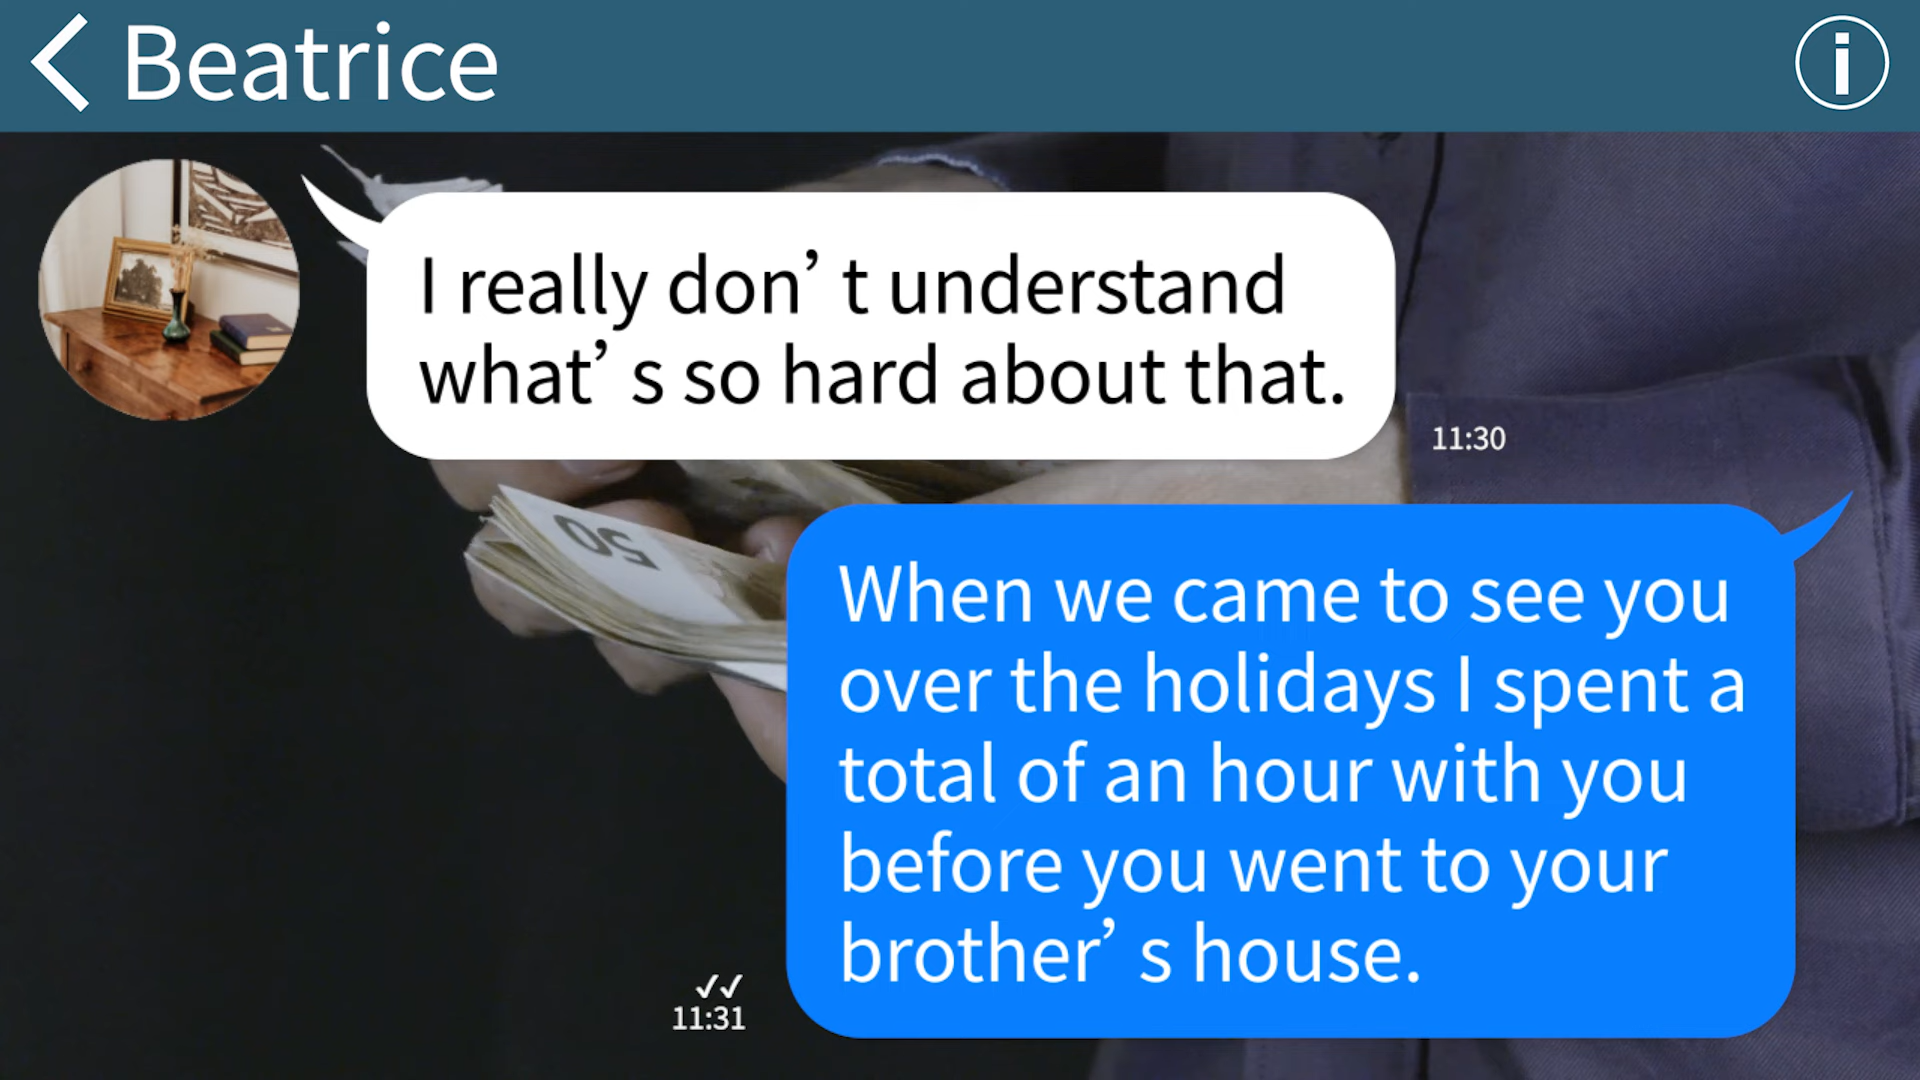 Beatrice
I really don’t understand
what’s so hard about that.
11:30
50
When we came to see you
over the holidays I spent a
total of an hour with you
before you went to your
brother’s house.
✓✓
11:31